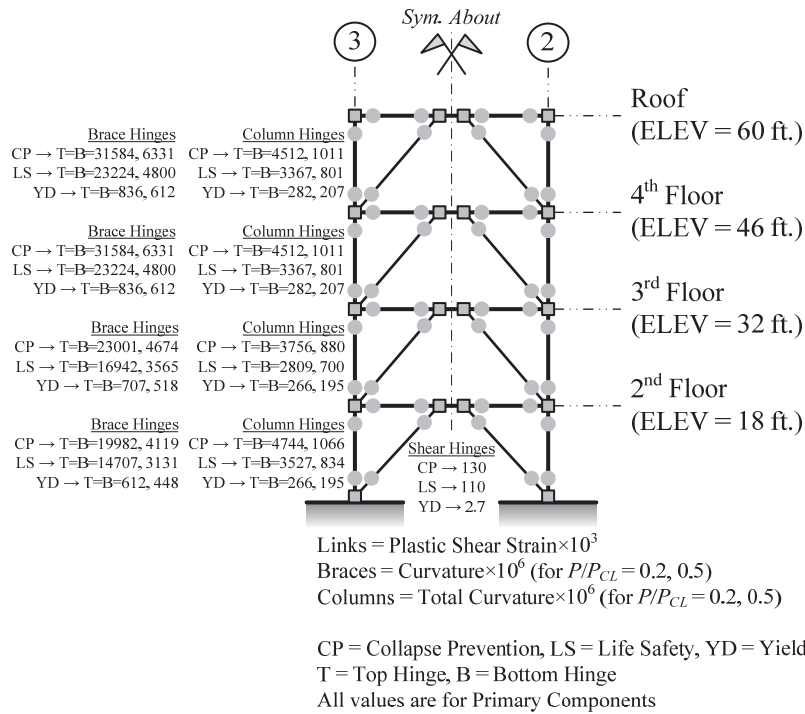 Sym. About
3
2
Roof
(ELEV = 60 ft.)
Brace Hinges Column Hinges
CP → T=B=31584, 6331 CP → T=B=4512, 1011
LS → T=B=23224, 4800 LS → T=B=3367, 801
YD → T=B=836, 612 YD → T=B=282, 207
4th Floor
(ELEV = 46 ft.)
Brace Hinges Column Hinges
CP → T=B=31584, 6331 CP → T=B=4512, 1011
LS → T=B=23224, 4800 LS → T=B=3367, 801
YD → T=B=836, 612 YD → T=B=282, 207
3rd Floor
(ELEV = 32 ft.)
Brace Hinges Column Hinges
CP → T=B=23001, 4674 CP → T=B=3756, 880
LS → T=B=16942, 3565 LS → T=B=2809, 700
YD → T=B=707, 518 YD → T=B=266, 195
2nd Floor
(ELEV = 18 ft.)
Brace Hinges Column Hinges
CP → T=B=19982, 4119 CP → T=B=4744, 1066
LS → T=B=14707, 3131 LS → T=B=3527, 834
YD → T=B=612, 448 YD → T=B=266, 195
Shear Hinges
CP → 130
LS → 110
YD → 2.7
Links = Plastic Shear Strain×10³
Braces = Curvature×10⁶ (for P/PCL = 0.2, 0.5)
Columns = Total Curvature×10⁶ (for P/PCL = 0.2, 0.5)
CP = Collapse Prevention, LS = Life Safety, YD = Yield
T = Top Hinge, B = Bottom Hinge
All values are for Primary Components